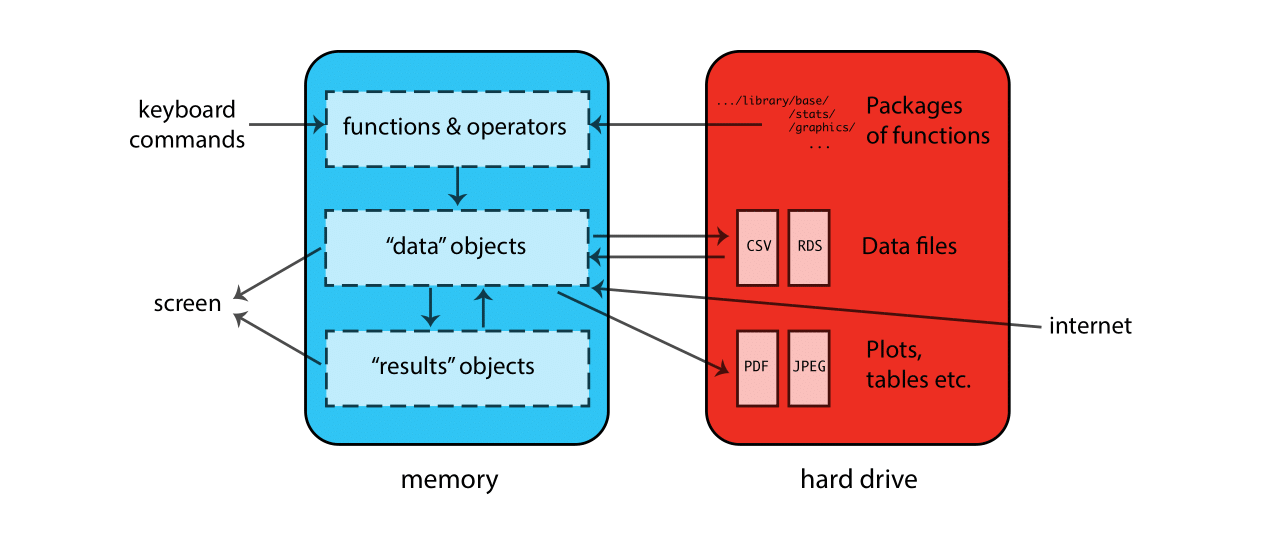 keyboard
commands
functions & operators
.../library/base/
/stats/
/graphics/
...
Packages
of functions
“data” objects
CSV
RDS
Data files
screen
“results” objects
PDF
JPEG
Plots,
tables etc.
internet
memory
hard drive